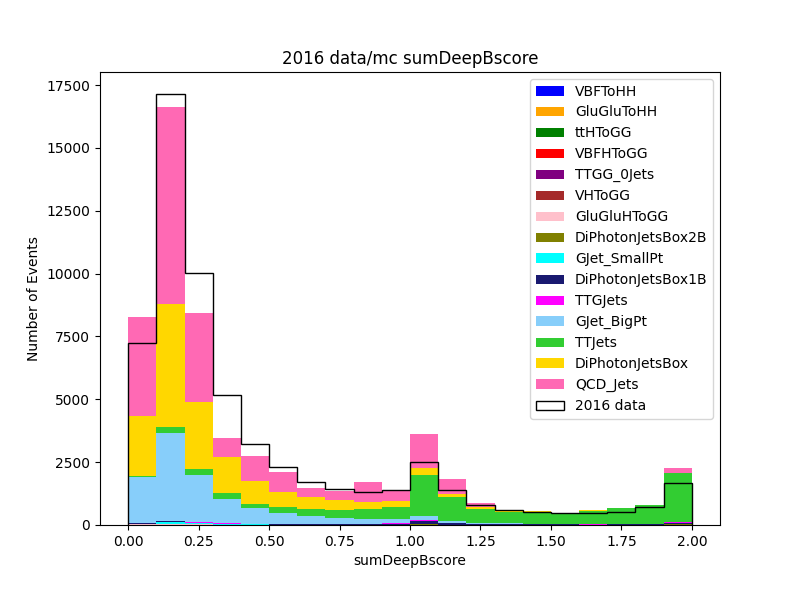 2016 data/mc sumDeepBscore
17500
15000
12500
10000
7500
5000
2500
0
Number of Events
VBFToHH
GluGluToHH
ttHToGG
VBFHToGG
TTGG_0Jets
VHToGG
GluGluHToGG
DiPhotonJetsBox2B
GJet_SmallPt
DiPhotonJetsBox1B
TTGJets
GJet_BigPt
TTJets
DiPhotonJetsBox
QCD_Jets
2016 data
0.00 0.25 0.50 0.75 1.00 1.25 1.50 1.75 2.00
sumDeepBscore